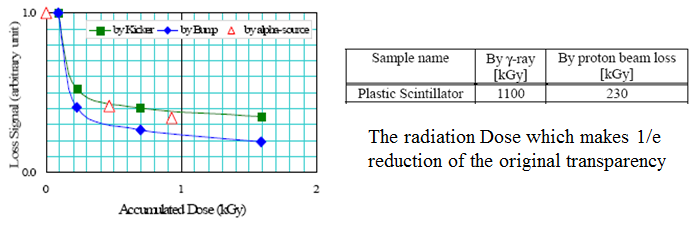 1.0
by Kicker by Bump by alpha-source
Loss Signal (arbitrary unit)
0.0
0 1 2
Accumulated Dose (kGy)
Sample name By γ-ray [kGy] By proton beam loss [kGy]
Plastic Scintillator 1100 230
The radiation Dose which makes 1/e
reduction of the original transparency